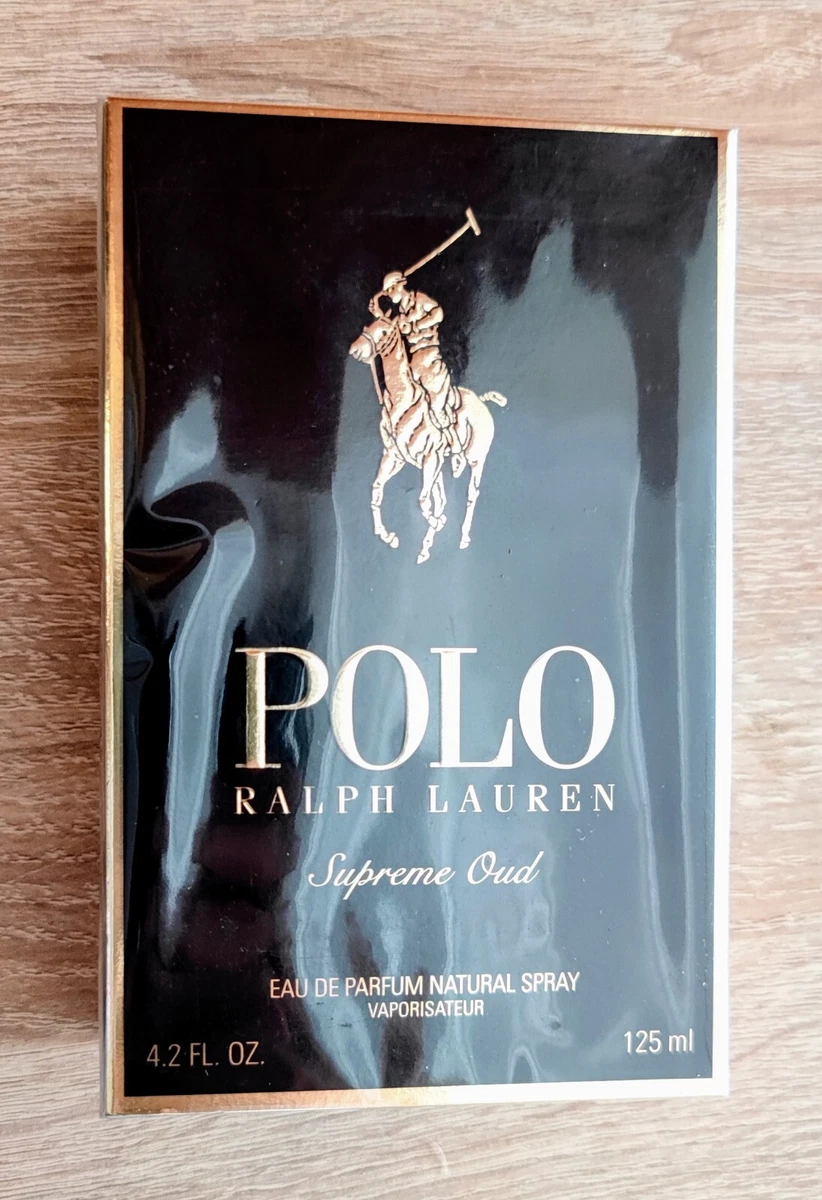 POLO
RALPH LAUREN
Supreme Oud
EAU DE PARFUM NATURAL SPRAY
VAPORISATEUR
4.2 FL. OZ.
125 ml